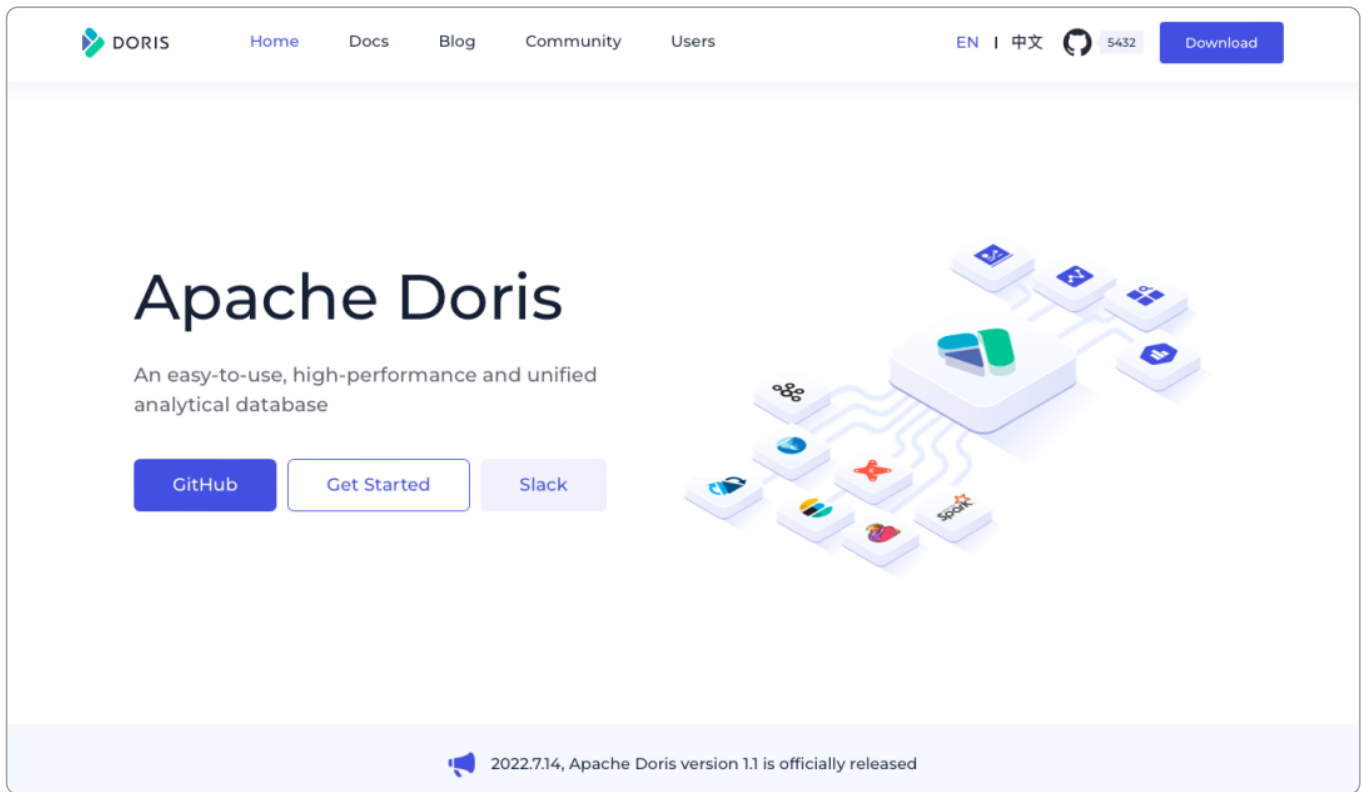 DORIS
Home
Docs
Blog
Community
Users
EN | 中文
5432
Download
Apache Doris
An easy-to-use, high-performance and unified
analytical database
GitHub
Get Started
Slack
Spark
2022.7.14, Apache Doris version 1.1 is officially released